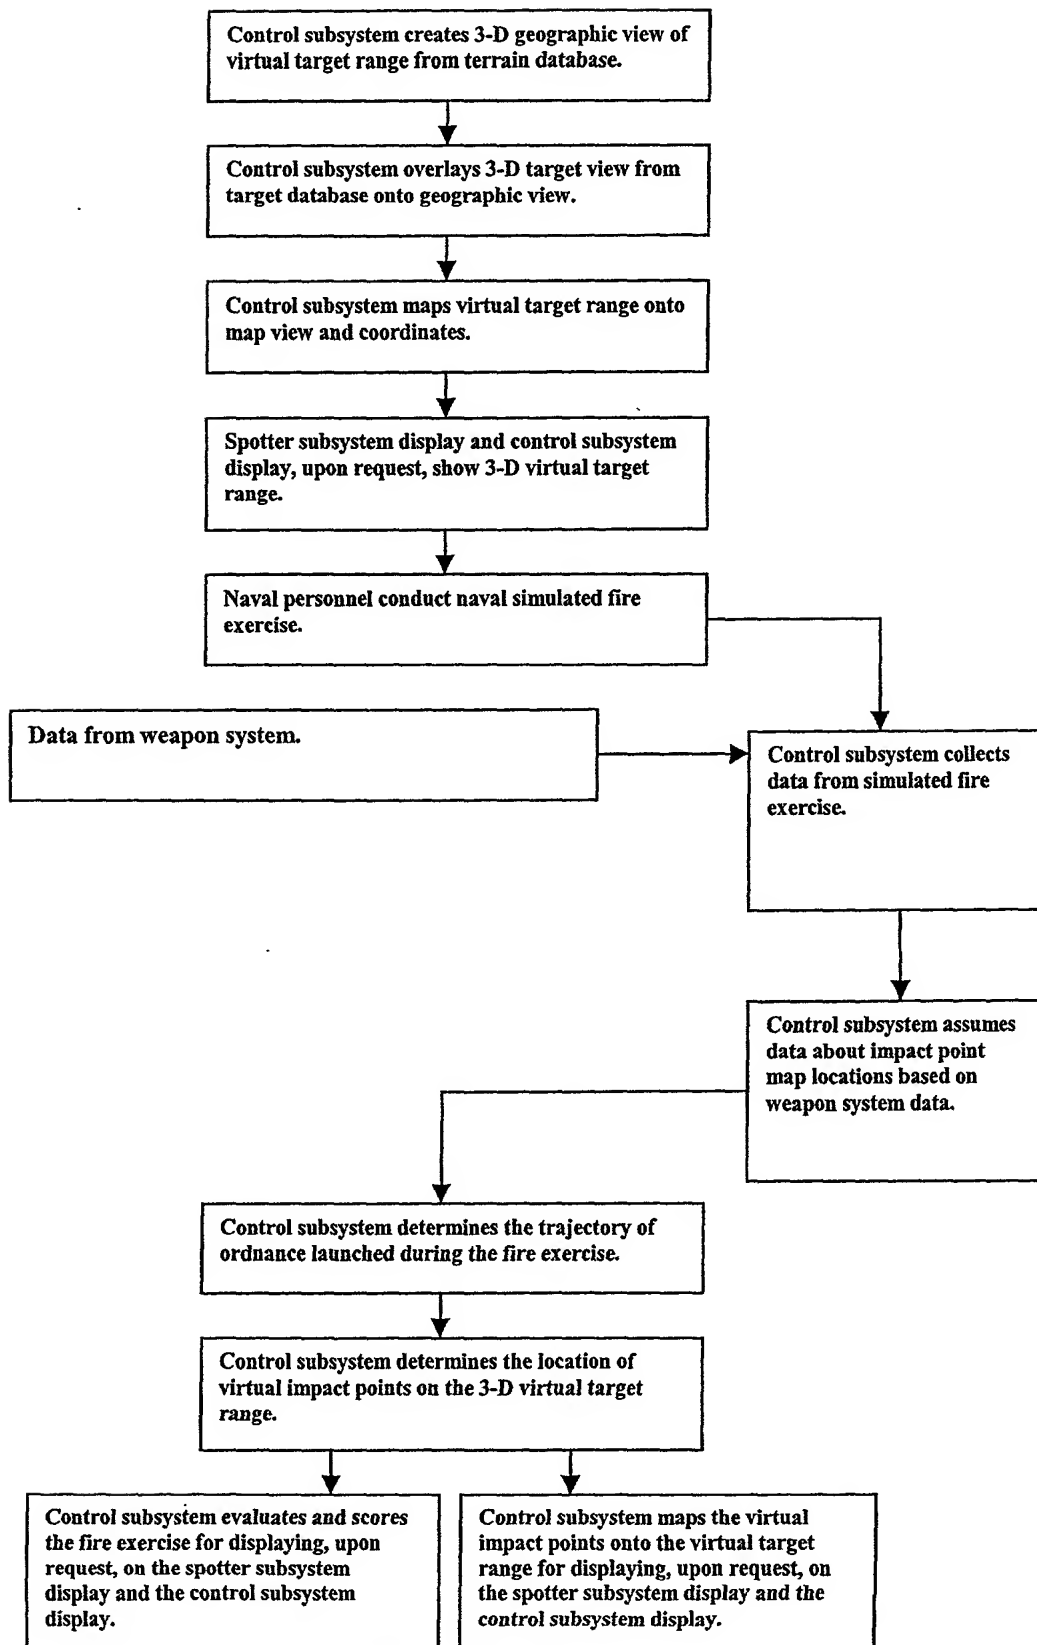 Control subsystem creates 3-D geographic view of
virtual target range from terrain database.
Control subsystem overlays 3-D target view from
target database onto geographic view.
Control subsystem maps virtual target range onto
map view and coordinates.
Spotter subsystem display and control subsystem
display, upon request, show 3-D virtual target
range.
Naval personnel conduct naval simulated fire
exercise.
Data from weapon system.
Control subsystem collects
data from simulated fire
exercise.
Control subsystem assumes
data about impact point
map locations based on
weapon system data.
Control subsystem determines the trajectory of
ordnance launched during the fire exercise.
Control subsystem determines the location of
virtual impact points on the 3-D virtual target
range.
Control subsystem evaluates and scores
the fire exercise for displaying, upon
request, on the spotter subsystem
display and the control subsystem
display.
Control subsystem maps the virtual
impact points onto the virtual target
range for displaying, upon request, on
the spotter subsystem display and the
control subsystem display.